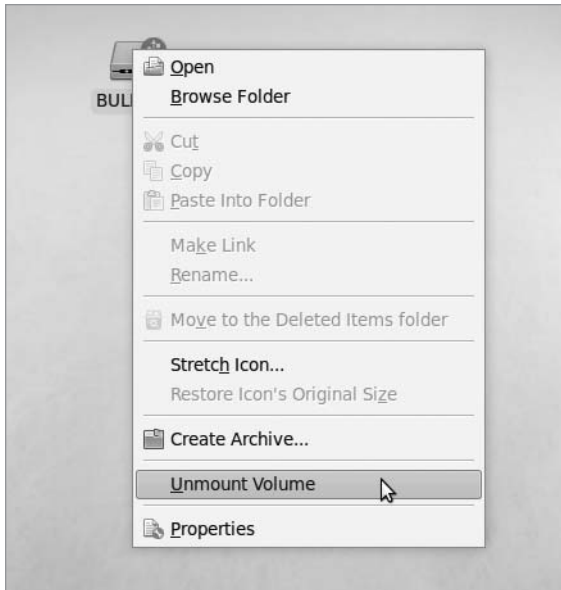 Open
BUL
Browse Folder
Cut
Copy
Paste Into Folder
Make Link
Rename...
Move to the Deleted Items folder
Stretch Icon...
Restore Icon's Original Size
Create Archive...
Unmount Volume
Properties